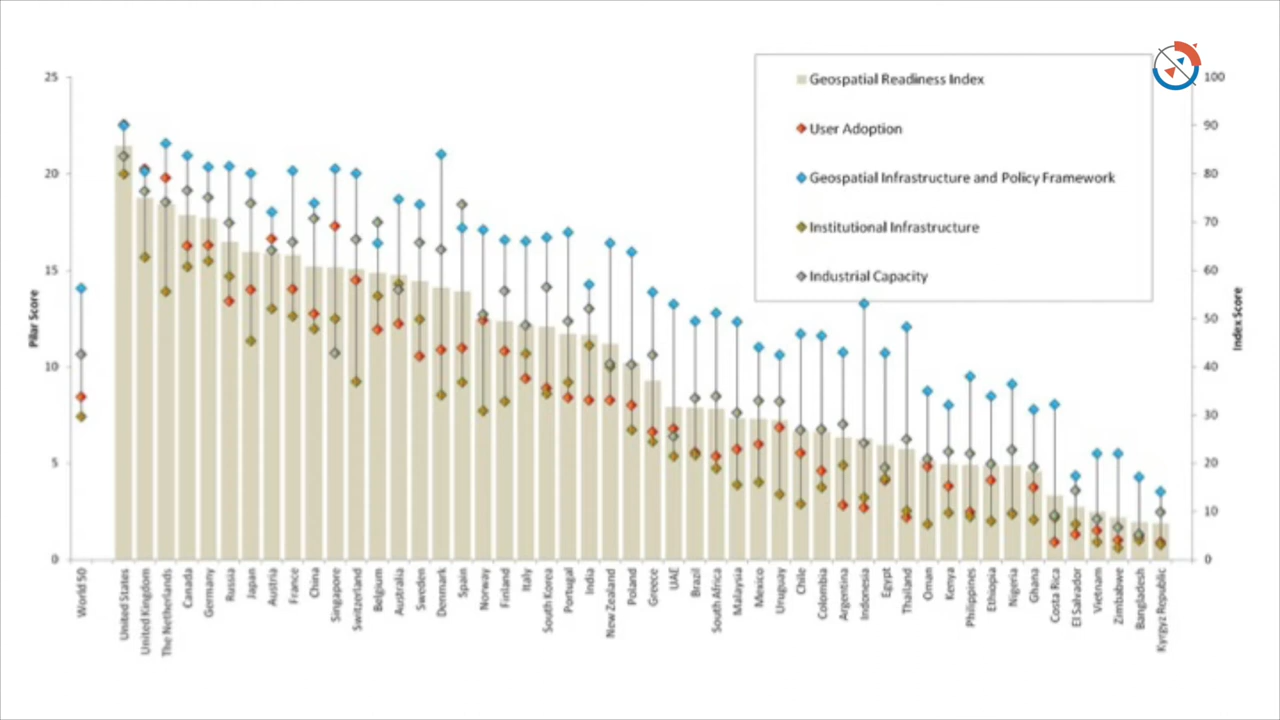 25
20
15
10
5
0
Pillar Score
Geospatial Readiness Index
User Adoption
Geospatial Infrastructure and Policy Framework
Institutional Infrastructure
Industrial Capacity
100
90
80
70
60
50
40
30
20
10
0
Index Score
World 50
United States
United Kingdom
The Netherlands
Canada
Germany
Russia
Japan
Austria
France
China
Singapore
Switzerland
Belgium
Australia
Sweden
Denmark
Spain
Norway
Finland
Italy
South Korea
Portugal
India
New Zealand
Poland
Greece
UAE
Brazil
South Africa
Malaysia
Mexico
Uruguay
Chile
Colombia
Argentina
Indonesia
Egypt
Thailand
Oman
Kenya
Philippines
Ethiopia
Nigeria
Ghana
Costa Rica
El Salvador
Vietnam
Zimbabwe
Bangladesh
Kyrgyz Republic